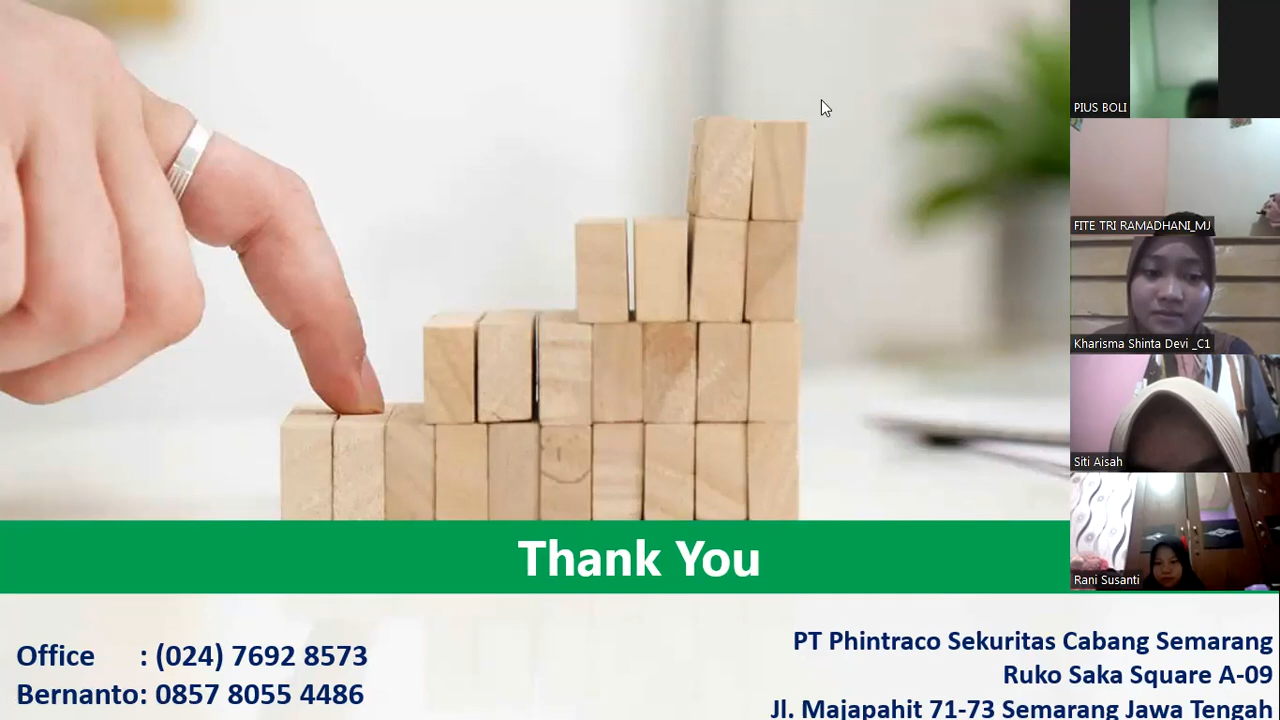 PIUS BOLI
FITE TRI RAMADHANI_MJ
Kharisma Shinta Devi _C1
Siti Aisah
Rani Susanti
Thank You
Office : (024) 7692 8573
Bernanto: 0857 8055 4486
PT Phintraco Sekuritas Cabang Semarang
Ruko Saka Square A-09
Jl. Majapahit 71-73 Semarang Jawa Tengah